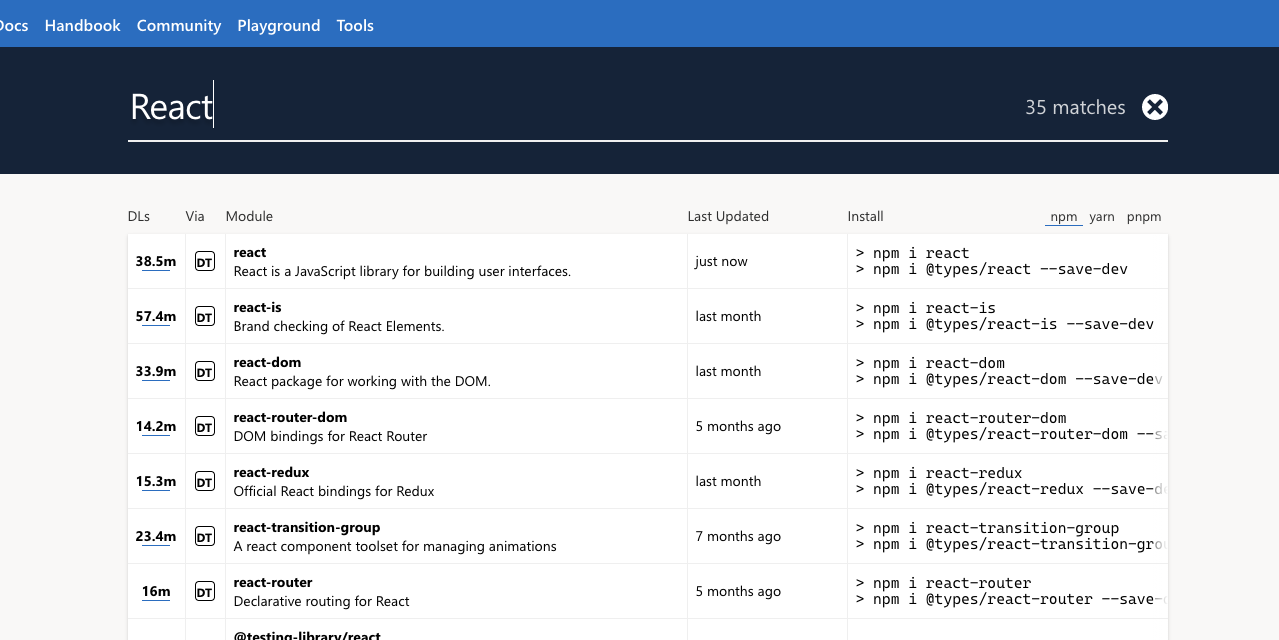 Docs Handbook Community Playground Tools
React
35 matches
DLs Via Module Last Updated Install npm yarn pnpm
38.5m DT react just now > npm i react
React is a JavaScript library for building user interfaces. > npm i @types/react --save-dev
57.4m DT react-is last month > npm i react-is
Brand checking of React Elements. > npm i @types/react-is --save-dev
33.9m DT react-dom last month > npm i react-dom
React package for working with the DOM. > npm i @types/react-dom --save-dev
14.2m DT react-router-dom 5 months ago > npm i react-router-dom
DOM bindings for React Router > npm i @types/react-router-dom --sa
15.3m DT react-redux last month > npm i react-redux
Official React bindings for Redux > npm i @types/react-redux --save-de
23.4m DT react-transition-group 7 months ago > npm i react-transition-group
A react component toolset for managing animations > npm i @types/react-transition-grou
16m DT react-router 5 months ago > npm i react-router
Declarative routing for React > npm i @types/react-router --save-d
@testing-library/react